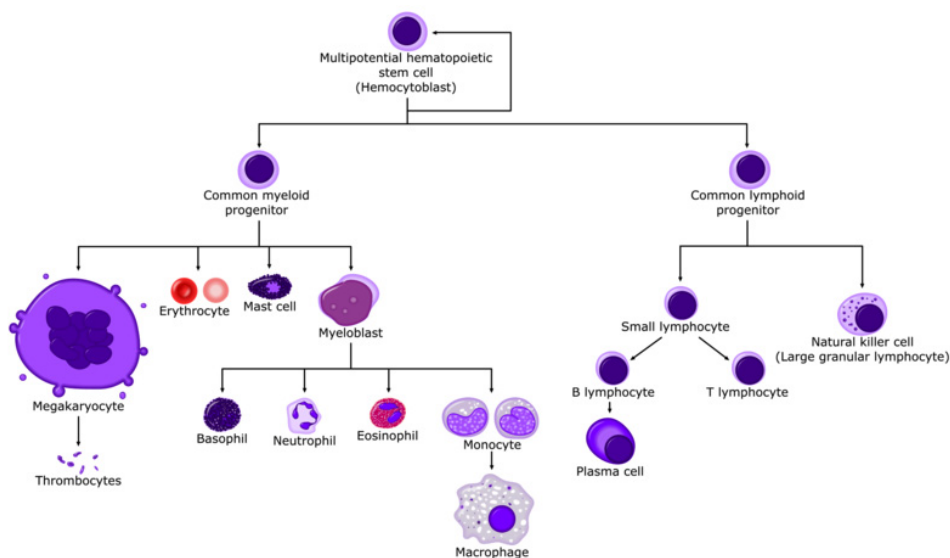 Multipotential hematopoietic
stem cell
(Hemocytoblast)
Common myeloid
progenitor
Common lymphoid
progenitor
Erythrocyte
Mast cell
Myeloblast
Small lymphocyte
Natural killer cell
(Large granular lymphocyte)
Megakaryocyte
B lymphocyte
T lymphocyte
Basophil
Neutrophil
Eosinophil
Monocyte
Thrombocytes
Plasma cell
Macrophage